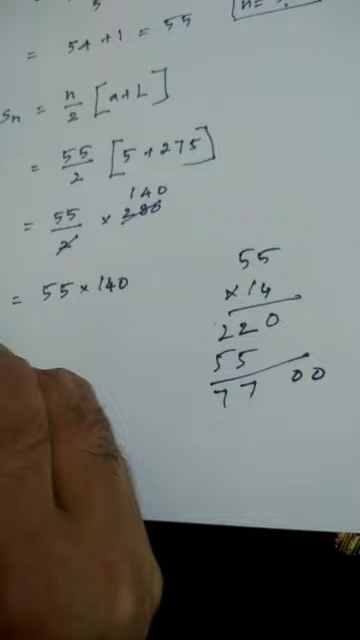 5
= 54 + 1 = 55
n =
Sn = n/2 [a+L]
= 55/2 [5 + 275]
140
= 55/2 × 280
= 55 × 140
55
× 14
220
55
77 00